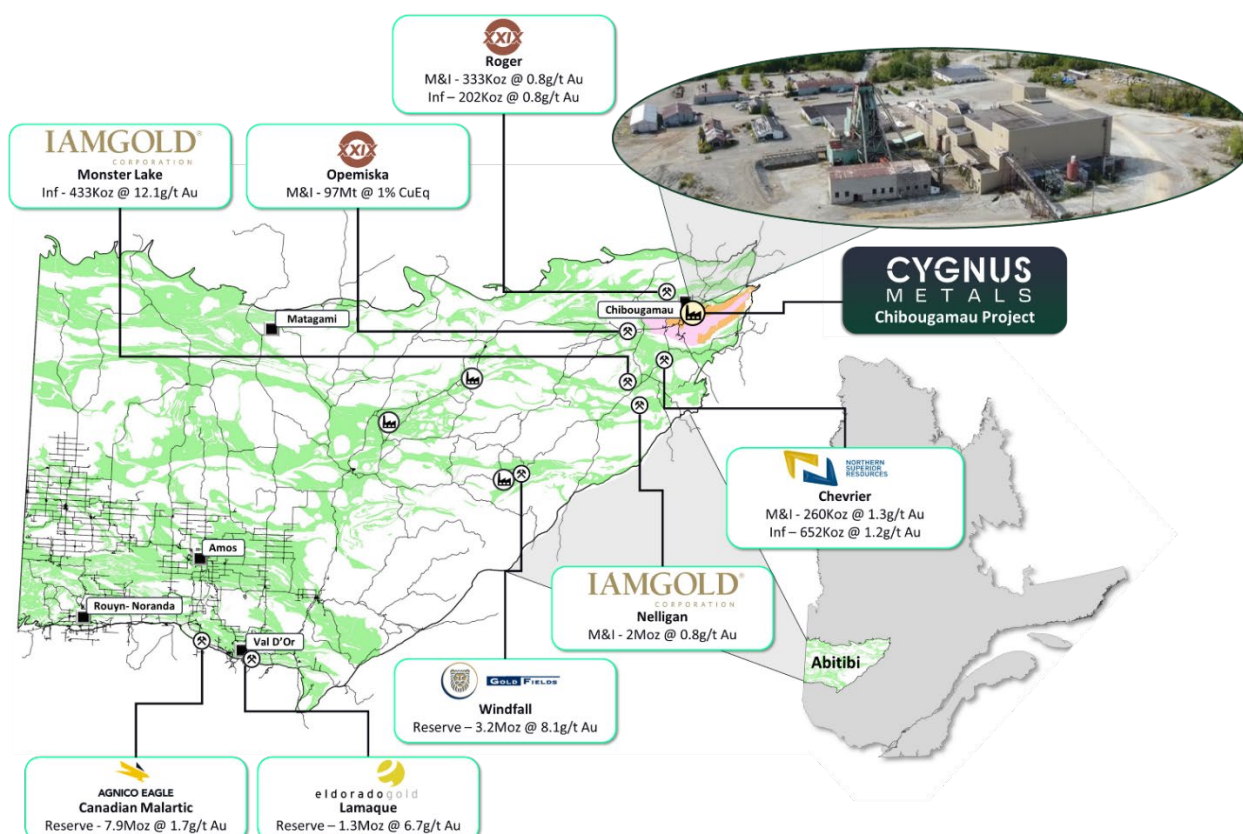 XXIX
Roger
M&I - 333Koz @ 0.8g/t Au
Inf – 202Koz @ 0.8g/t Au
IAMGOLD®
CORPORATION
Monster Lake
Inf - 433Koz @ 12.1g/t Au
XXIX
Opemiska
M&I - 97Mt @ 1% CuEq
CYGNUS
METALS
Chibougamau Project
Chibougamau
Matagami
NORTHERN
SUPERIOR
RESOURCES
Chevrier
M&I - 260Koz @ 1.3g/t Au
Inf – 652Koz @ 1.2g/t Au
Amos
IAMGOLD®
CORPORATION
Nelligan
M&I - 2Moz @ 0.8g/t Au
Rouyn- Noranda
Val D'Or
Abitibi
GOLD FIELDS
Windfall
Reserve – 3.2Moz @ 8.1g/t Au
AGNICO EAGLE
Canadian Malartic
Reserve - 7.9Moz @ 1.7g/t Au
eldoradogold
Lamaque
Reserve – 1.3Moz @ 6.7g/t Au